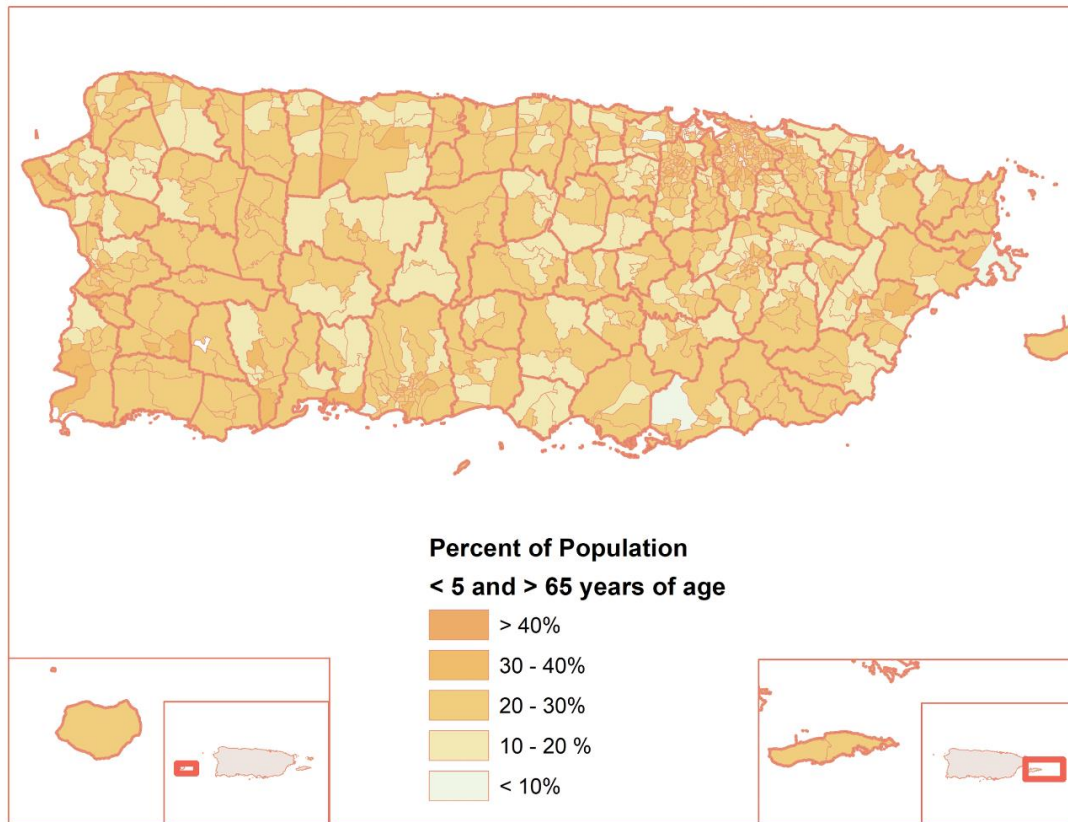 Percent of Population
< 5 and > 65 years of age
> 40%
30 - 40%
20 - 30%
10 - 20 %
< 10%